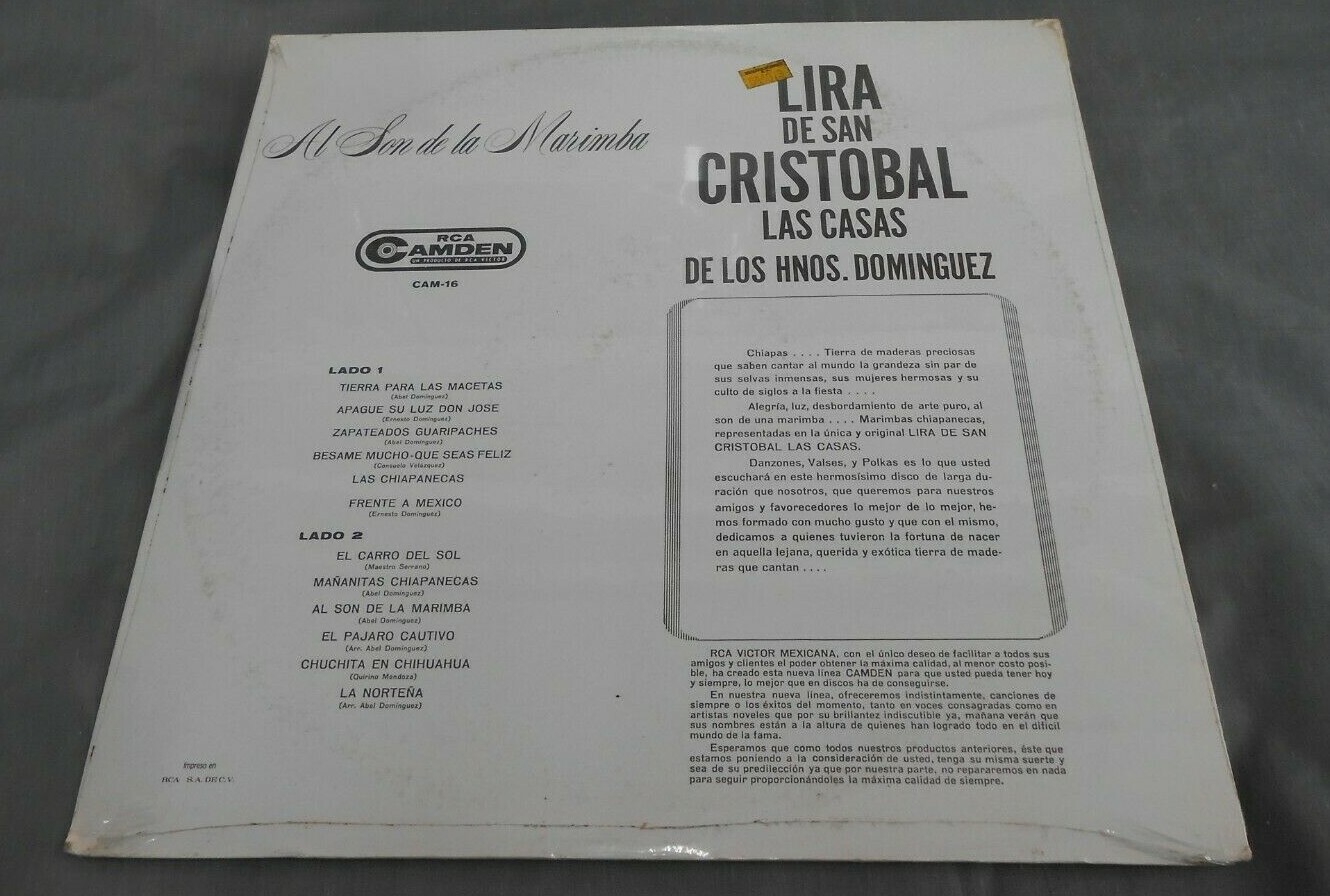 Al Son de la Marimba
RCA
CAMDEN
UN PRODUCTO DE RCA VICTOR
CAM-16
LADO 1
TIERRA PARA LAS MACETAS
(Abel Domínguez)
APAGUE SU LUZ DON JOSE
(Ernesto Domínguez)
ZAPATEADOS GUARIPACHES
(Abel Domínguez)
BESAME MUCHO-QUE SEAS FELIZ
(Consuelo Velázquez)
LAS CHIAPANECAS
FRENTE A MEXICO
(Ernesto Domínguez)
LADO 2
EL CARRO DEL SOL
(Maestro Serrano)
MAÑANITAS CHIAPANECAS
(Abel Domínguez)
AL SON DE LA MARIMBA
(Abel Domínguez)
EL PAJARO CAUTIVO
(Arr. Abel Domínguez)
CHUCHITA EN CHIHUAHUA
(Quirino Mendoza)
LA NORTEÑA
(Arr. Abel Domínguez)
Impreso en
RCA S.A. DE C.V.
LIRA
DE SAN
CRISTOBAL
LAS CASAS
DE LOS HNOS. DOMINGUEZ
Chiapas . . . . Tierra de maderas preciosas
que saben cantar al mundo la grandeza sin par de
sus selvas inmensas, sus mujeres hermosas y su
culto de siglos a la fiesta . . . .
Alegría, luz, desbordamiento de arte puro, al
son de una marimba . . . . Marimbas chiapanecas,
representadas en la única y original LIRA DE SAN
CRISTOBAL LAS CASAS.
Danzones, Valses, y Polkas es lo que usted
escuchará en este hermosísimo disco de larga du-
ración que nosotros, que queremos para nuestros
amigos y favorecedores lo mejor de lo mejor, he-
mos formado con mucho gusto y que con el mismo,
dedicamos a quienes tuvieron la fortuna de nacer
en aquella lejana, querida y exótica tierra de made-
ras que cantan . . . .
RCA VICTOR MEXICANA, con el único deseo de facilitar a todos sus
amigos y clientes el poder obtener la máxima calidad, al menor costo posi-
ble, ha creado esta nueva línea CAMDEN para que usted pueda tener hoy
y siempre, lo mejor que en discos ha de conseguirse.
En nuestra nueva línea, ofreceremos indistintamente, canciones de
siempre o los éxitos del momento, tanto en voces consagradas como en
artistas noveles que por su brillantez indiscutible ya, mañana verán que
sus nombres están a la altura de quienes han logrado todo en el difícil
mundo de la fama.
Esperamos que como todos nuestros productos anteriores, éste que
estamos poniendo a la consideración de usted, tenga su misma suerte y
sea de su predilección ya que por nuestra parte, no repararemos en nada
para seguir proporcionándoles la máxima calidad de siempre.